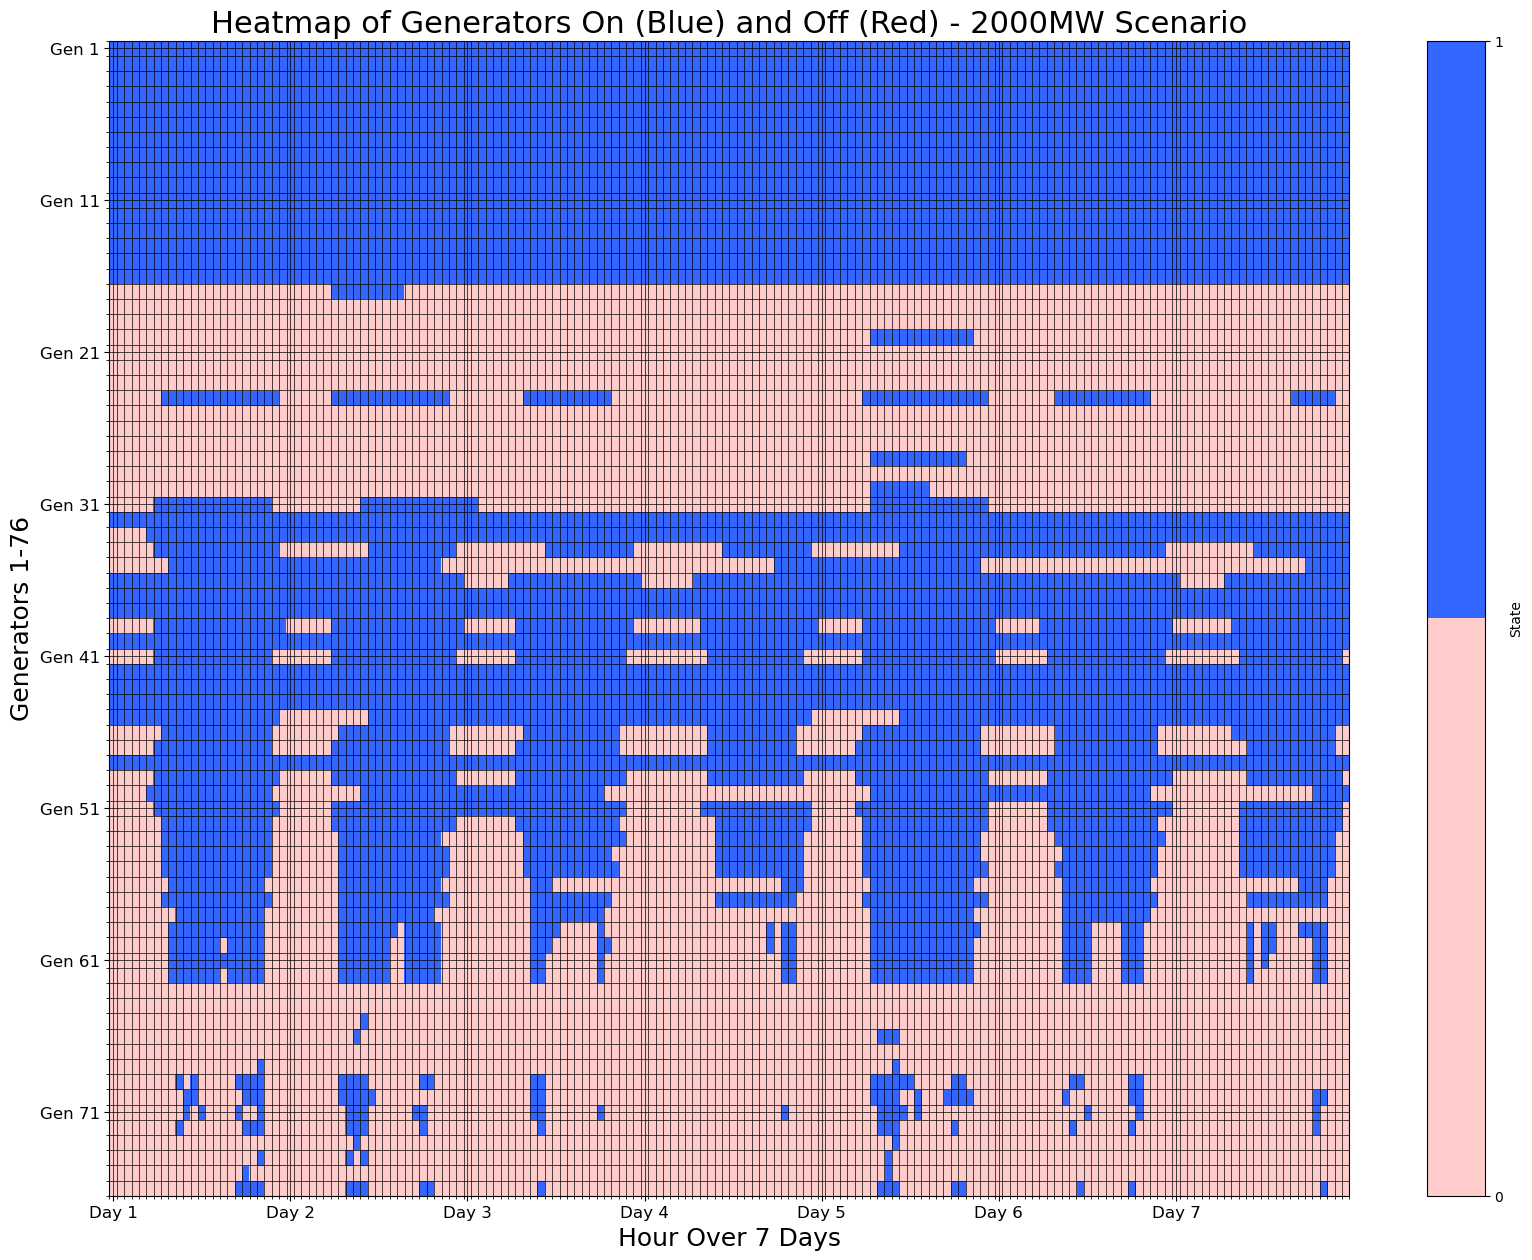 Heatmap of Generators On (Blue) and Off (Red) - 2000MW Scenario
Gen 1
Gen 11
Gen 21
Gen 31
Gen 41
Gen 51
Gen 61
Gen 71
Generators 1-76
Day 1
Day 2
Day 3
Day 4
Day 5
Day 6
Day 7
Hour Over 7 Days
1
State
0